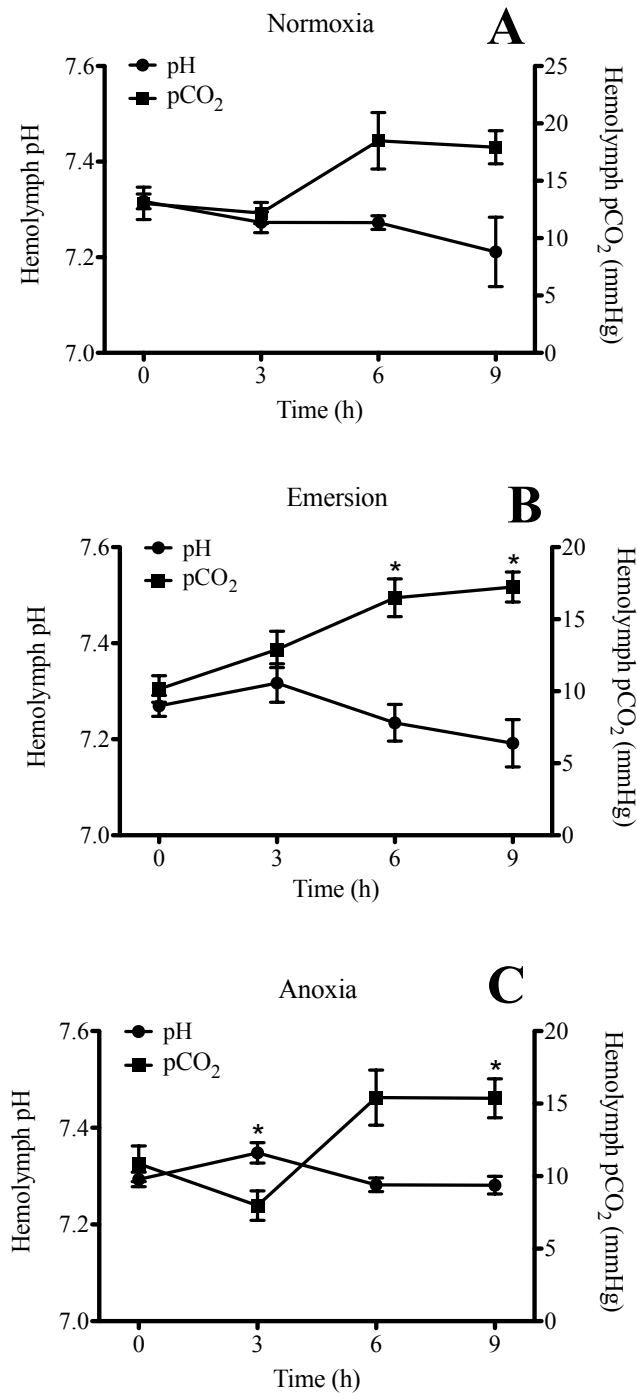 Normoxia
A
pH
pCO2
7.6
7.4
7.2
7.0
Hemolymph pH
25
20
15
10
5
0
Hemolymph pCO2 (mmHg)
0 3 6 9
Time (h)
Emersion
B
pH
pCO2
7.6
7.4
7.2
7.0
Hemolymph pH
* *
20
15
10
5
0
Hemolymph pCO2 (mmHg)
0 3 6 9
Time (h)
Anoxia
C
pH
pCO2
7.6
7.4
7.2
7.0
Hemolymph pH
* *
20
15
10
5
0
Hemolymph pCO2 (mmHg)
0 3 6 9
Time (h)